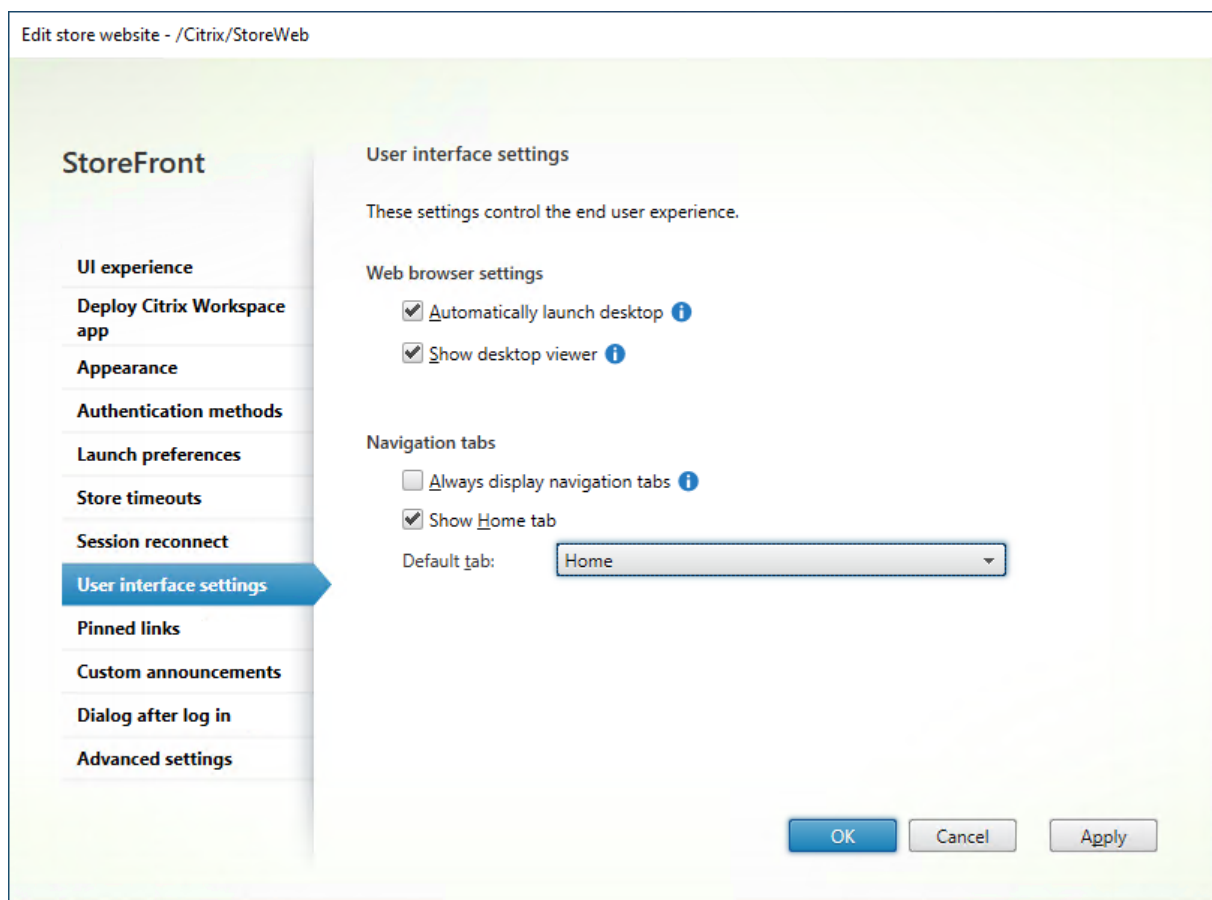 Edit store website - /Citrix/StoreWeb
StoreFront
UI experience
Deploy Citrix Workspace
app
Appearance
Authentication methods
Launch preferences
Store timeouts
Session reconnect
User interface settings
Pinned links
Custom announcements
Dialog after log in
Advanced settings
User interface settings
These settings control the end user experience.
Web browser settings
Automatically launch desktop
Show desktop viewer
Navigation tabs
Always display navigation tabs
Show Home tab
Default tab: Home
OK Cancel Apply